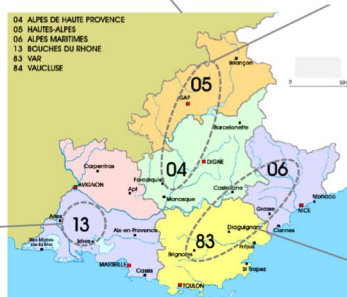 04 ALPES DE HAUTE PROVENCE
05 HAUTES-ALPES
06 ALPES MARITIMES
13 BOUCHES DU RHONE
83 VAR
84 VAUCLUSE
Briançon
05
GAP
Barcelonette
Carpentras
04
DIGNE
06
Forcalquier
AVIGNON
Apt
Manosque
Castellane
Monaco
Grasse
NICE
Arles
13
Aix-en-Provence
Draguignan
Cannes
83
Istres
Brignoles
Fréjus
MARSEILLE
Cassis
St Tropez
TOULON